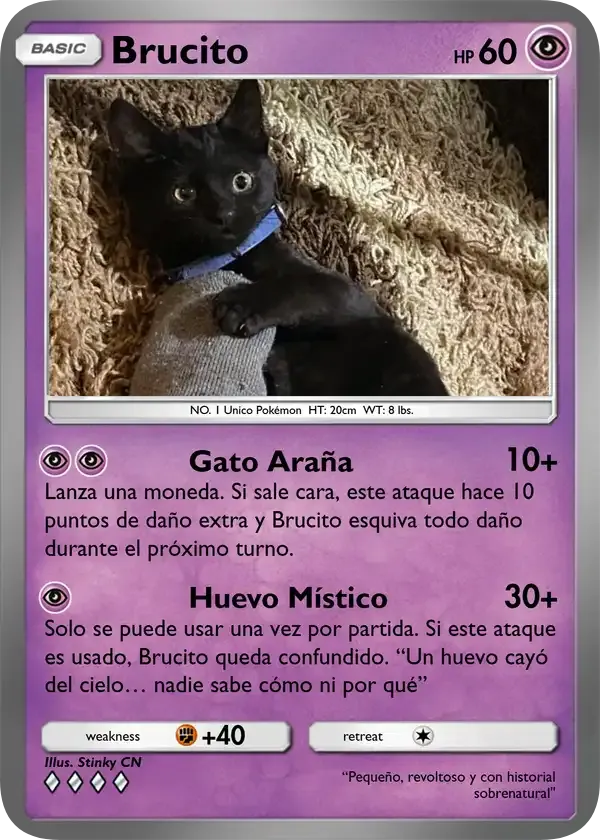 BASIC Brucito HP 60
NO. 1 Unico Pokémon HT: 20cm WT: 8 lbs.
Gato Araña 10+
Lanza una moneda. Si sale cara, este ataque hace 10
puntos de daño extra y Brucito esquiva todo daño
durante el próximo turno.
Huevo Místico 30+
Solo se puede usar una vez por partida. Si este ataque
es usado, Brucito queda confundido. “Un huevo cayó
del cielo… nadie sabe cómo ni por qué”
weakness +40 retreat
Illus. Stinky CN
“Pequeño, revoltoso y con historial
sobrenatural"